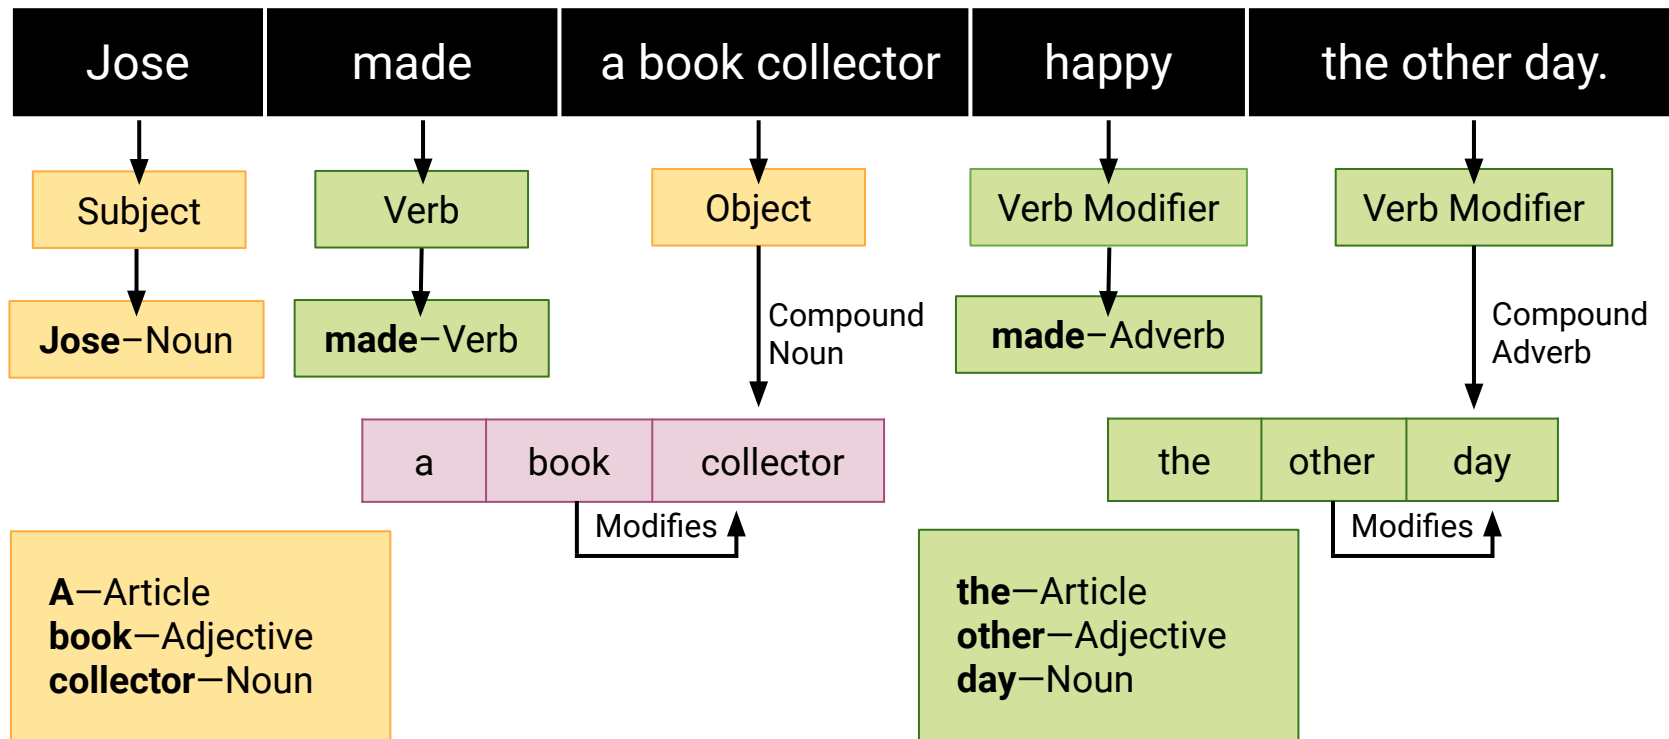 Jose made a book collector happy the other day.
Subject Verb Object Verb Modifier Verb Modifier
Jose–Noun made–Verb Compound Noun made–Adverb Compound Adverb
a book collector the other day
Modifies Modifies
A—Article
book—Adjective
collector—Noun
the—Article
other—Adjective
day—Noun